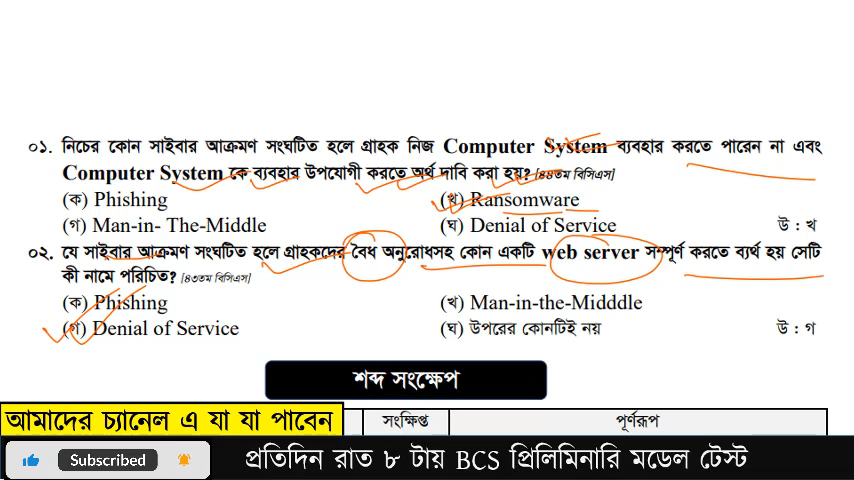 ০১. নিচের কোন সাইবার আক্রমণ সংঘটিত হলে গ্রাহক নিজ Computer System ব্যবহার করতে পারেন না এবং
Computer System কে ব্যবহার উপযোগী করতে অর্থ দাবি করা হয়? [৪৪তম বিসিএস]
(ক) Phishing (খ) Ransomware
(গ) Man-in- The-Middle (ঘ) Denial of Service উ : খ
০২. যে সাইবার আক্রমণ সংঘটিত হলে গ্রাহকদের বৈধ অনুরোধসহ কোন একটি web server সম্পূর্ণ করতে ব্যর্থ হয় সেটি
কী নামে পরিচিত? [৪৩তম বিসিএস]
(ক) Phishing (খ) Man-in-the-Midddle
(গ) Denial of Service (ঘ) উপরের কোনটিই নয় উ : গ
শব্দ সংক্ষেপ
আমাদের চ্যানেল এ যা যা পাবেন সংক্ষিপ্ত পূর্ণরূপ
Subscribed প্রতিদিন রাত ৮ টায় BCS প্রিলিমিনারি মডেল টেস্ট